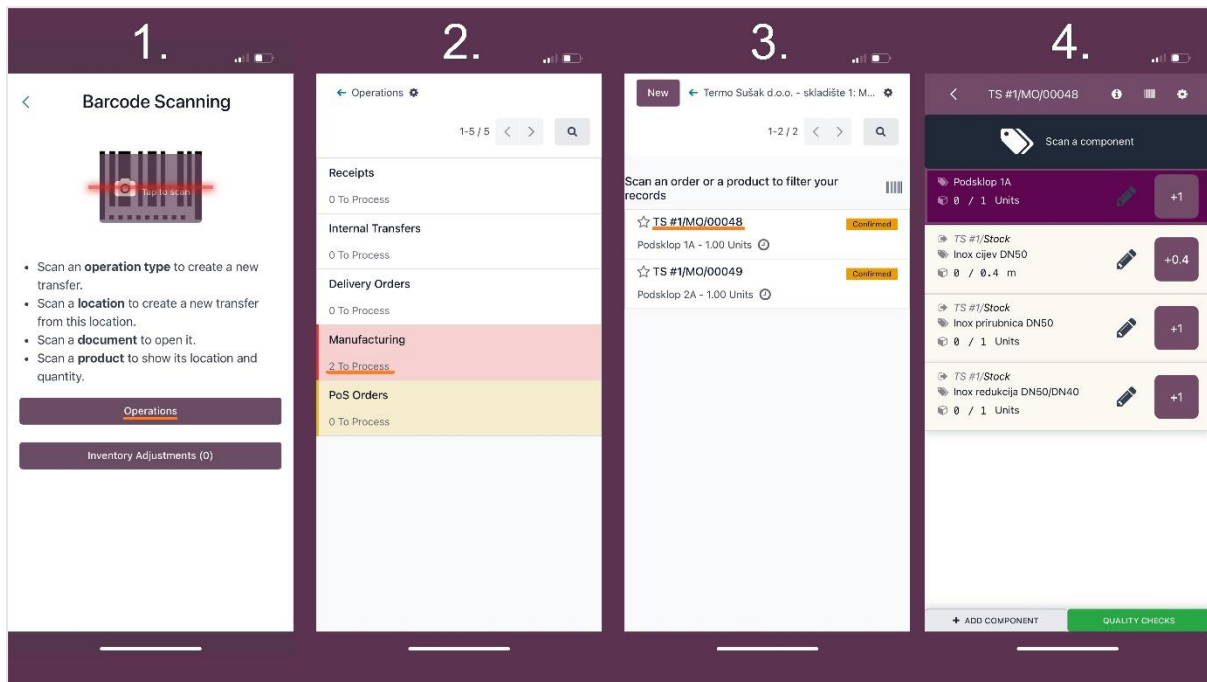 1.
Barcode Scanning
Tap to scan
• Scan an operation type to create a new
transfer.
• Scan a location to create a new transfer
from this location.
• Scan a document to open it.
• Scan a product to show its location and
quantity.
Operations
Inventory Adjustments (0)
2.
Operations
1-5 / 5
Receipts
0 To Process
Internal Transfers
0 To Process
Delivery Orders
0 To Process
Manufacturing
2 To Process
PoS Orders
0 To Process
3.
New
Termo Sušak d.o.o. - skladište 1: M...
1-2 / 2
Scan an order or a product to filter your
records
TS #1/MO/00048
Confirmed
Podsklop 1A - 1.00 Units
TS #1/MO/00049
Confirmed
Podsklop 2A - 1.00 Units
4.
TS #1/MO/00048
Scan a component
Podsklop 1A
0 / 1 Units
+1
TS #1/Stock
Inox cijev DN50
0 / 0.4 m
+0.4
TS #1/Stock
Inox prirubnica DN50
0 / 1 Units
+1
TS #1/Stock
Inox redukcija DN50/DN40
0 / 1 Units
+1
+ ADD COMPONENT
QUALITY CHECKS